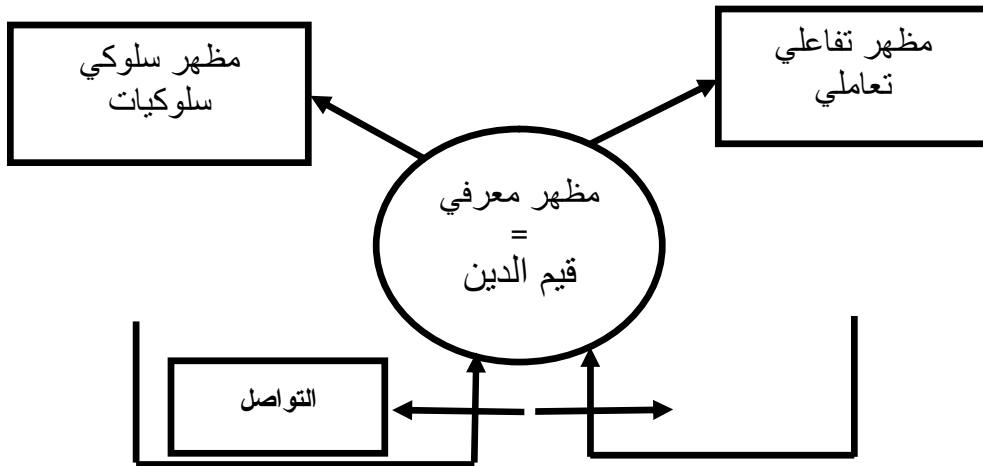 مظهر تفاعلي
تعاملي
مظهر سلوكي
سلوكيات
مظهر معرفي
=
قيم الدين
التواصل